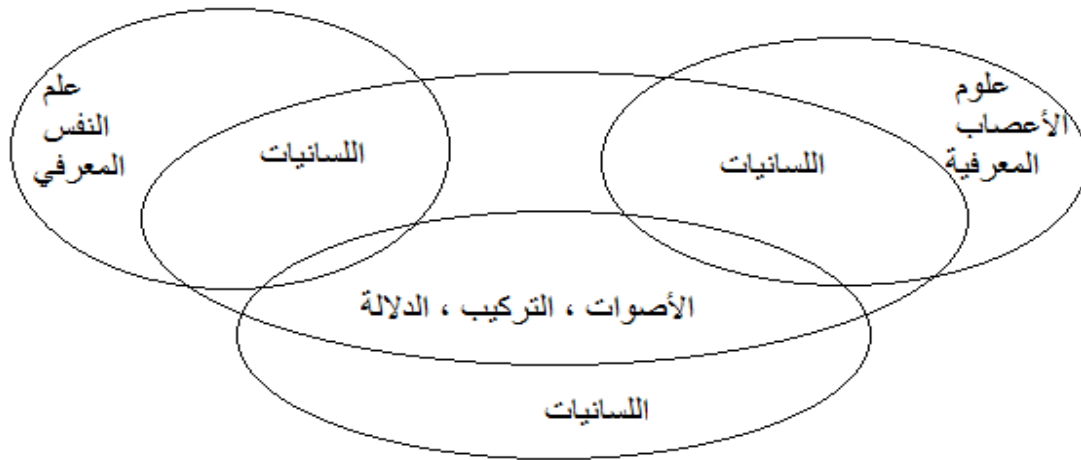 علوم
الأعصاب
المعرفية
اللسانيات
علم
النفس
المعرفي
اللسانيات
الأصوات ، التركيب ، الدلالة
اللسانيات